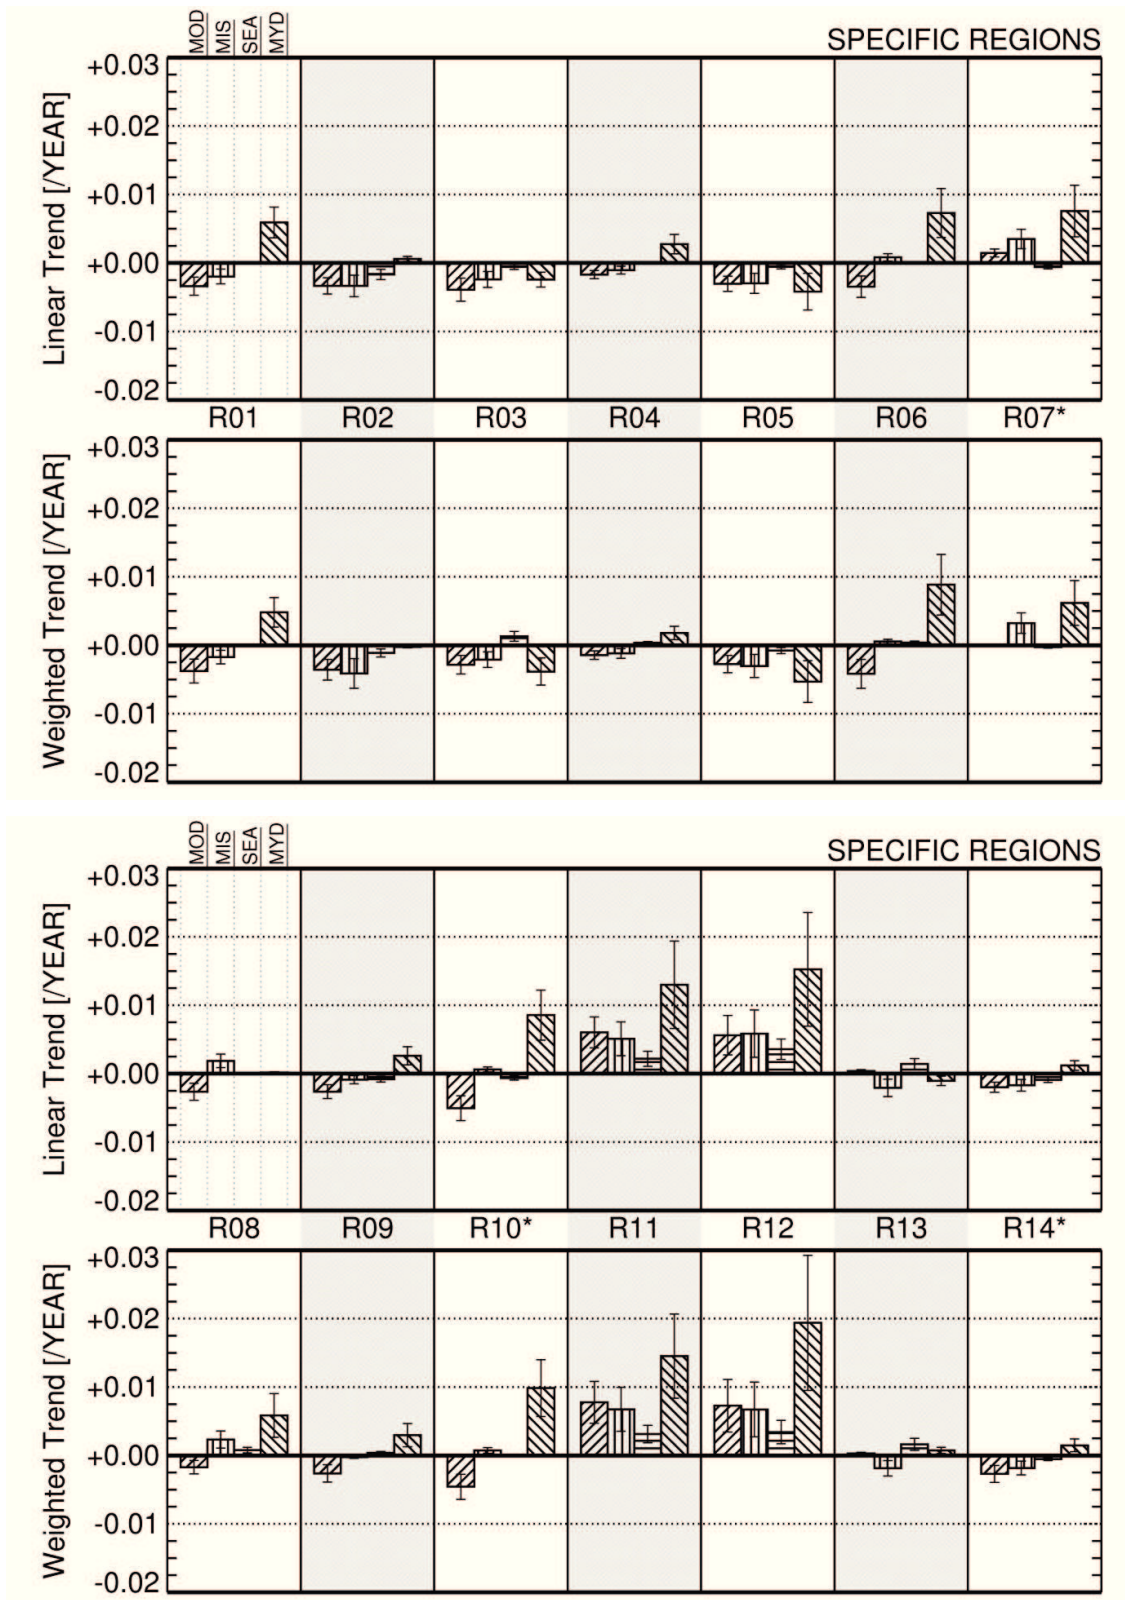 MOD
MIS
SEA
MYD
SPECIFIC REGIONS
Linear Trend [/YEAR]
+0.03
+0.02
+0.01
+0.00
-0.01
-0.02
R01 R02 R03 R04 R05 R06 R07*
Weighted Trend [/YEAR]
+0.03
+0.02
+0.01
+0.00
-0.01
-0.02
MOD
MIS
SEA
MYD
SPECIFIC REGIONS
Linear Trend [/YEAR]
+0.03
+0.02
+0.01
+0.00
-0.01
-0.02
R08 R09 R10* R11 R12 R13 R14*
Weighted Trend [/YEAR]
+0.03
+0.02
+0.01
+0.00
-0.01
-0.02